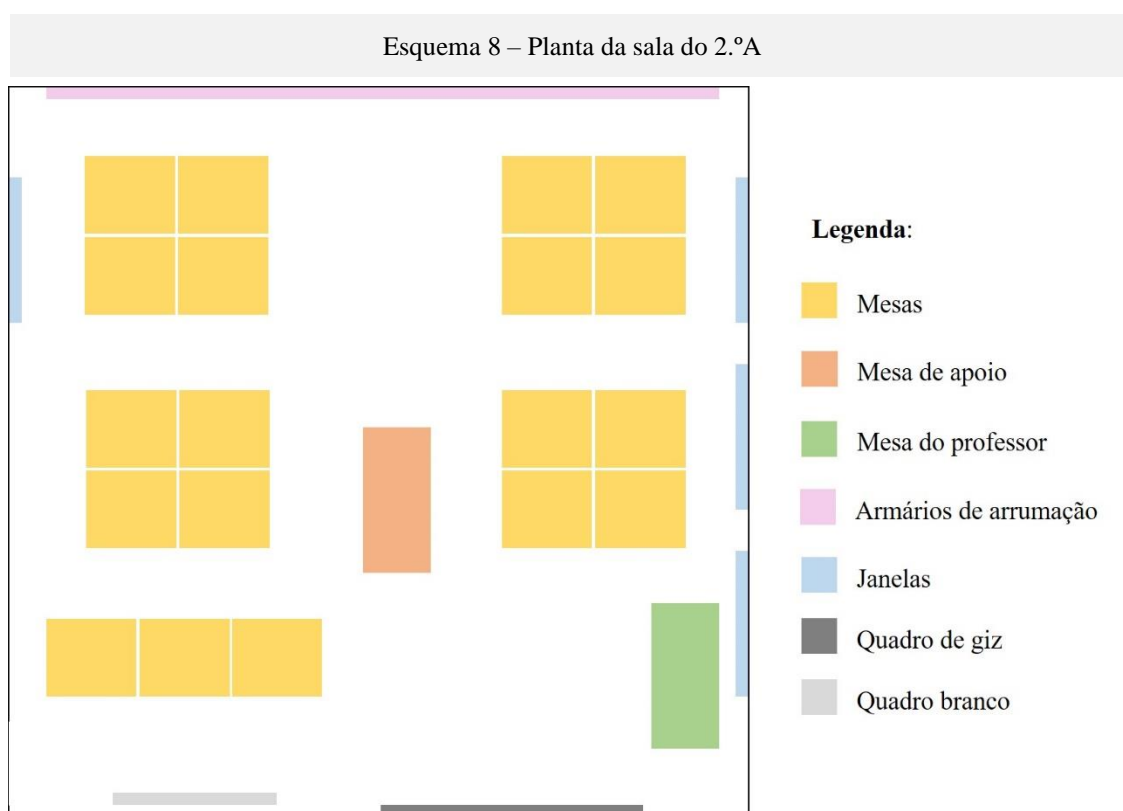 Esquema 8 – Planta da sala do 2.ºA
Legenda:
Mesas
Mesa de apoio
Mesa do professor
Armários de arrumação
Janelas
Quadro de giz
Quadro branco